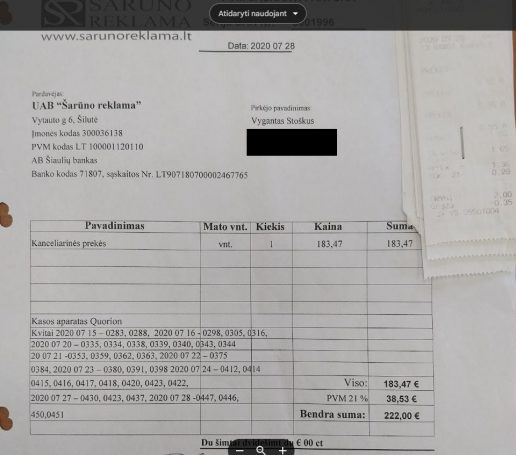 Atidaryti naudojant
ŠARŪNO
REKLAMA
www.sarunoreklama.lt
Data: 2020 07 28
Pardavėjas:
UAB “Šarūno reklama”
Vytauto g 6, Šilutė
Įmonės kodas 300036138
PVM kodas LT 100001120110
AB Šiaulių bankas
Banko kodas 71807, sąskaitos Nr. LT907180700002467765
Pirkėjo pavadinimas:
Vygantas Stoškus
Pavadinimas Mato vnt. Kiekis Kaina Suma
Kanceliarinės prekės vnt. 1 183,47 183,47
Kasos aparatas Quorion
Kvitai 2020 07 15 – 0283, 0288, 2020 07 16 - 0298, 0305, 0316,
2020 07 20 – 0335, 0334, 0338, 0339, 0340, 0343, 0344
20 07 21 -0353, 0359, 0362, 0363, 2020 07 22 – 0375
0384, 2020 07 23 – 0380, 0391, 0398 2020 07 24 – 0412, 0414
0415, 0416, 0417, 0418, 0420, 0423, 0422,
2020 07 27 – 0430, 0423, 0437, 2020 07 28 -0447, 0446,
450,0451
Viso: 183,47 €
PVM 21 % 38,53 €
Bendra suma: 222,00 €
Du šimtai dvidešimt du € 00 ct